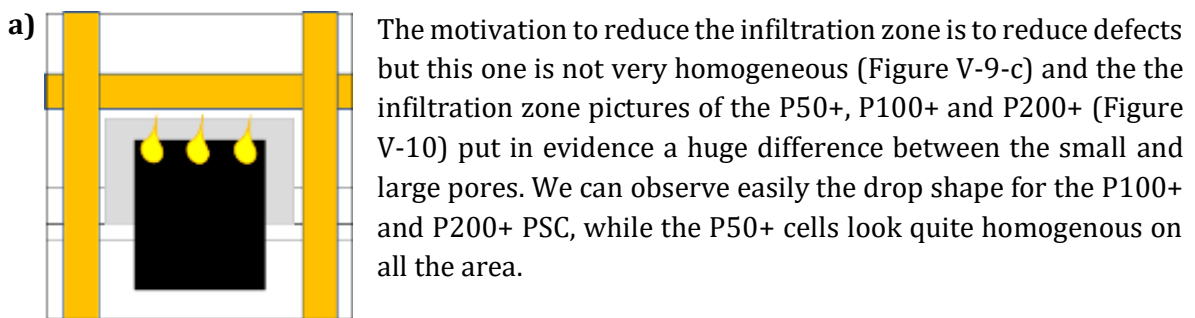 a)
The motivation to reduce the infiltration zone is to reduce defects
but this one is not very homogeneous (Figure V-9-c) and the the
infiltration zone pictures of the P50+, P100+ and P200+ (Figure
V-10) put in evidence a huge difference between the small and
large pores. We can observe easily the drop shape for the P100+
and P200+ PSC, while the P50+ cells look quite homogenous on
all the area.